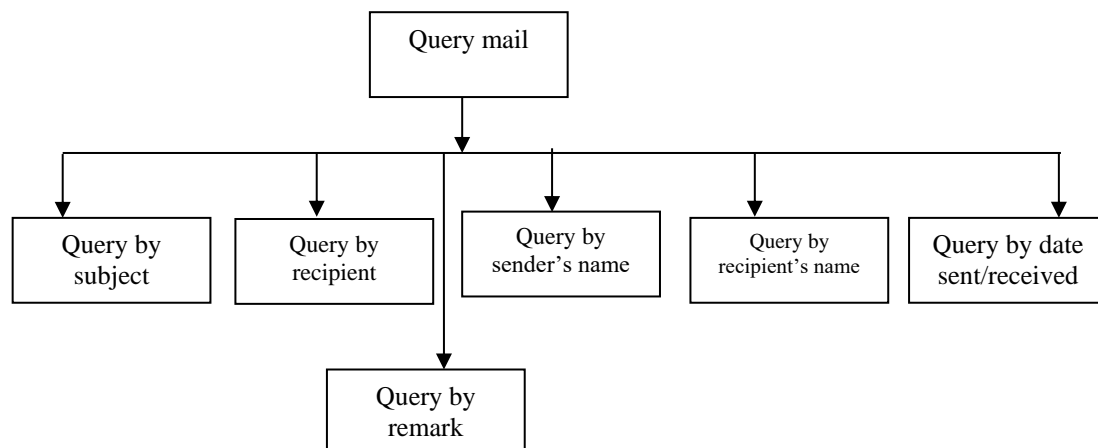 Query mail
Query by
subject
Query by
recipient
Query by
sender’s name
Query by
recipient’s name
Query by date
sent/received
Query by
remark